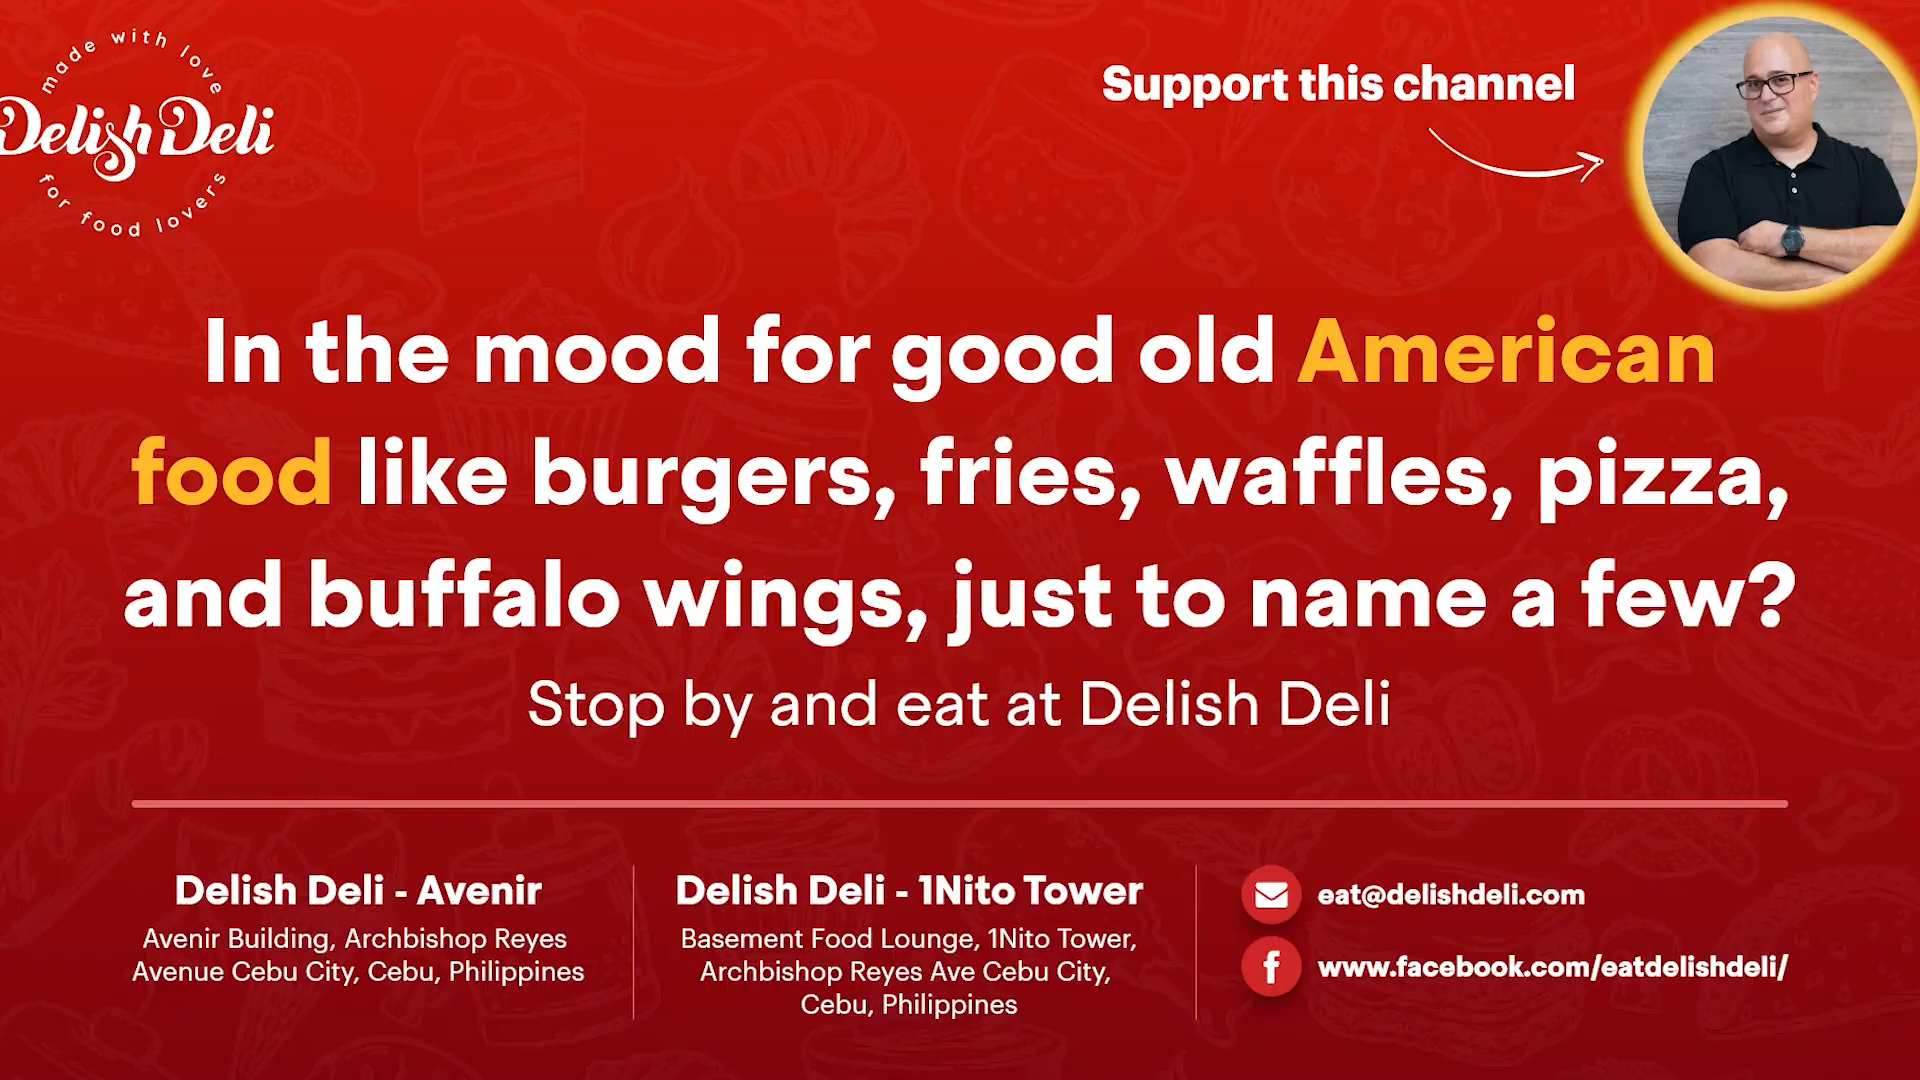 made with love
Delish Deli
for food lovers
Support this channel
In the mood for good old American
food like burgers, fries, waffles, pizza,
and buffalo wings, just to name a few?
Stop by and eat at Delish Deli
Delish Deli - Avenir
Avenir Building, Archbishop Reyes
Avenue Cebu City, Cebu, Philippines
Delish Deli - 1Nito Tower
Basement Food Lounge, 1Nito Tower,
Archbishop Reyes Ave Cebu City,
Cebu, Philippines
eat@delishdeli.com
www.facebook.com/eatdelishdeli/